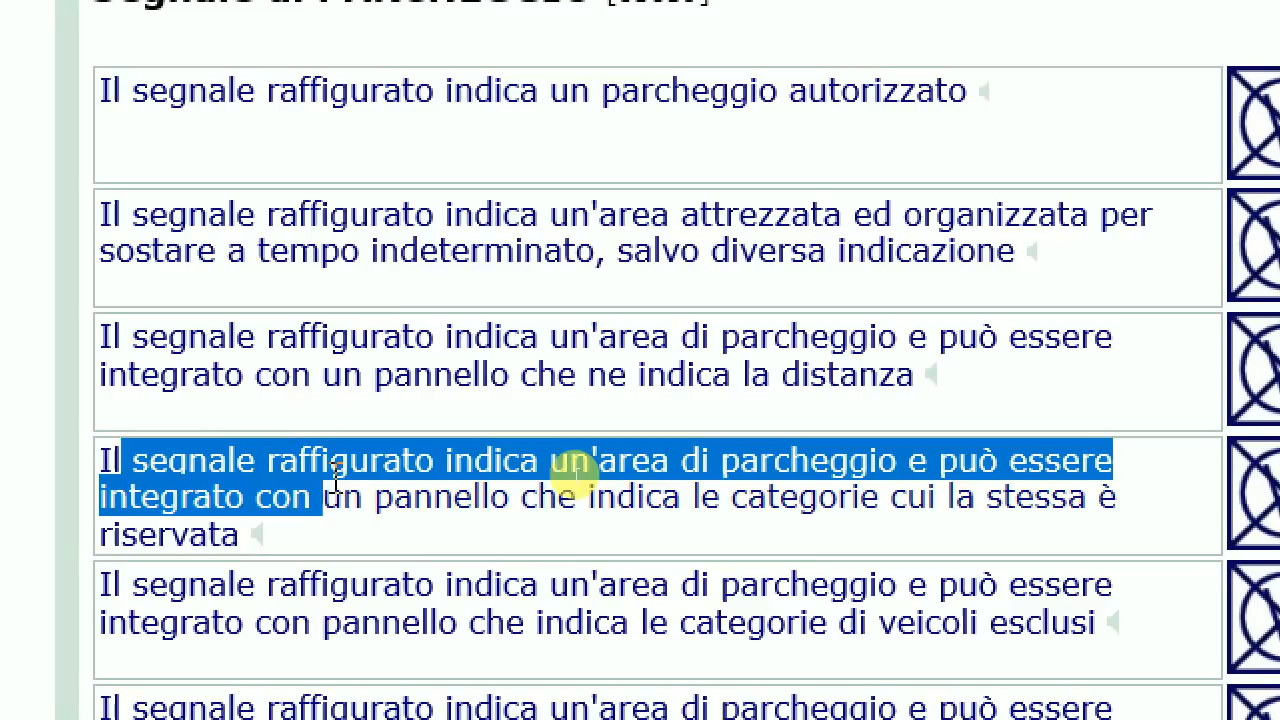 Segnale di PARCHEGGIO
Il segnale raffigurato indica un parcheggio autorizzato
Il segnale raffigurato indica un'area attrezzata ed organizzata per
sostare a tempo indeterminato, salvo diversa indicazione
Il segnale raffigurato indica un'area di parcheggio e può essere
integrato con un pannello che ne indica la distanza
Il segnale raffigurato indica un'area di parcheggio e può essere
integrato con un pannello che indica le categorie cui la stessa è
riservata
Il segnale raffigurato indica un'area di parcheggio e può essere
integrato con pannello che indica le categorie di veicoli esclusi
Il segnale raffigurato indica un'area di parcheggio e può essere